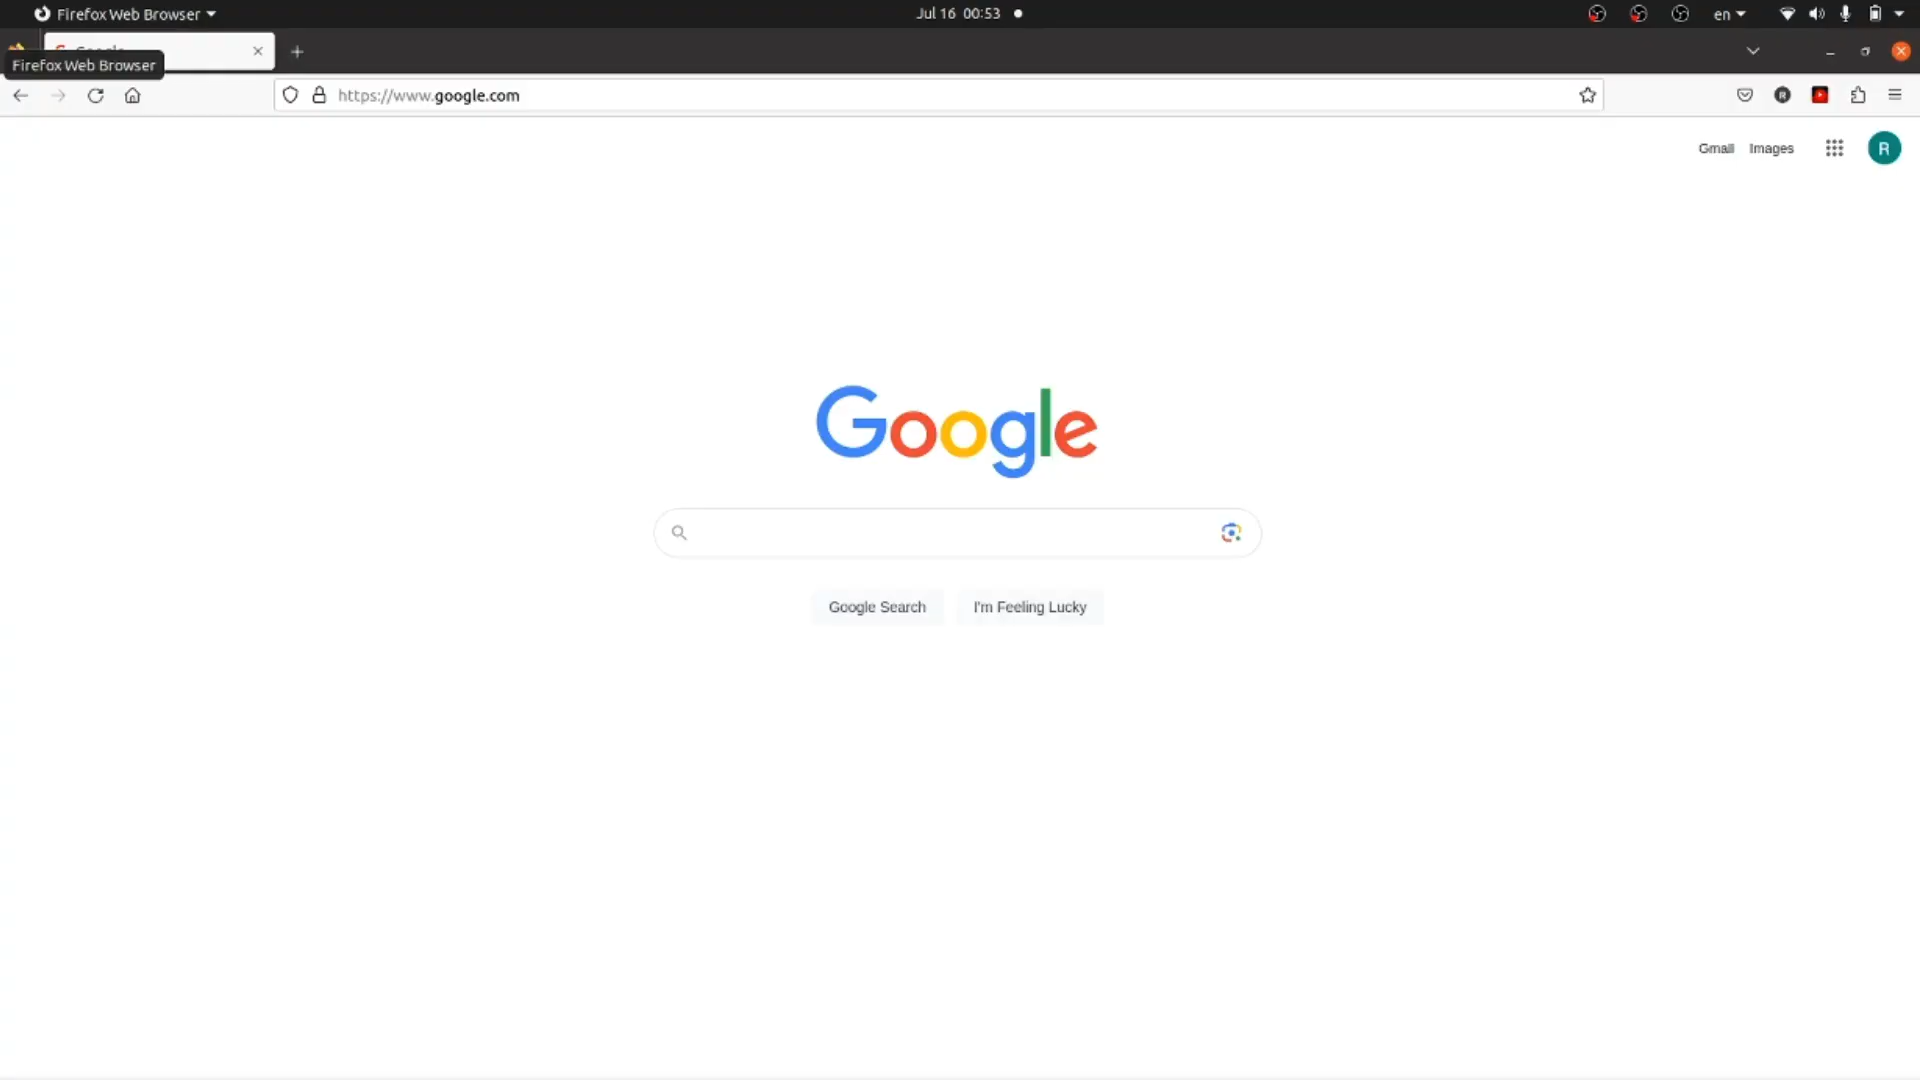 Firefox Web Browser
Jul 16 00:53
en
Google
Firefox Web Browser
https://www.google.com
R
Gmail
Images
R
Google
Google Search
I'm Feeling Lucky